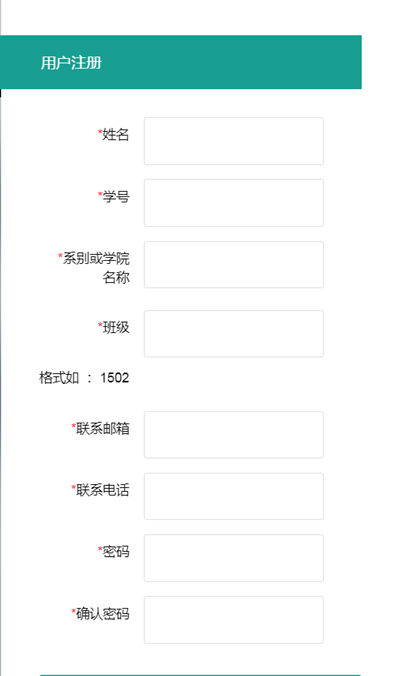 用户注册
*姓名
*学号
*系别或学院
名称
*班级
格式如 ： 1502
*联系邮箱
*联系电话
*密码
*确认密码